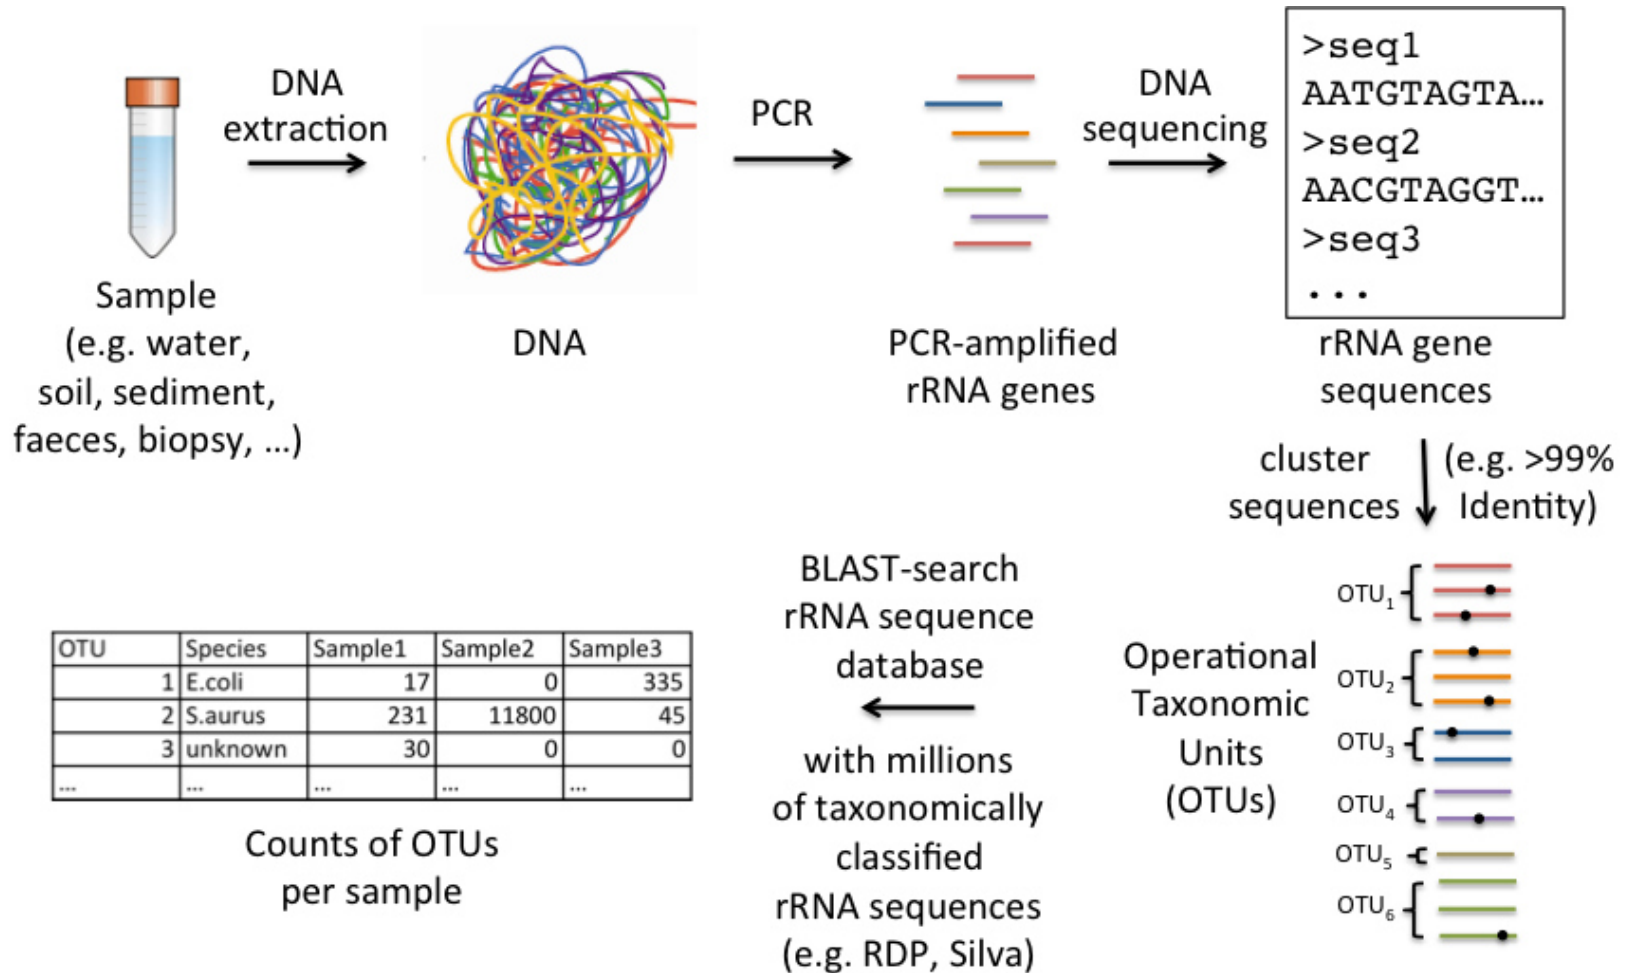 DNA
extraction
PCR
DNA
sequencing
>seq1
AATGTAGTA...
>seq2
AACGTAGGT...
>seq3
...
Sample
(e.g. water,
soil, sediment,
faeces, biopsy, ...)
DNA
PCR-amplified
rRNA genes
rRNA gene
sequences
cluster
sequences
(e.g. >99%
Identity)
OTU1
OTU2
OTU3
OTU4
OTU5
OTU6
Operational
Taxonomic
Units
(OTUs)
BLAST-search
rRNA sequence
database
with millions
of taxonomically
classified
rRNA sequences
(e.g. RDP, Silva)
OTU Species Sample1 Sample2 Sample3
1 E.coli 17 0 335
2 S.aurus 231 11800 45
3 unknown 30 0 0
... ... ... ... ...
Counts of OTUs
per sample